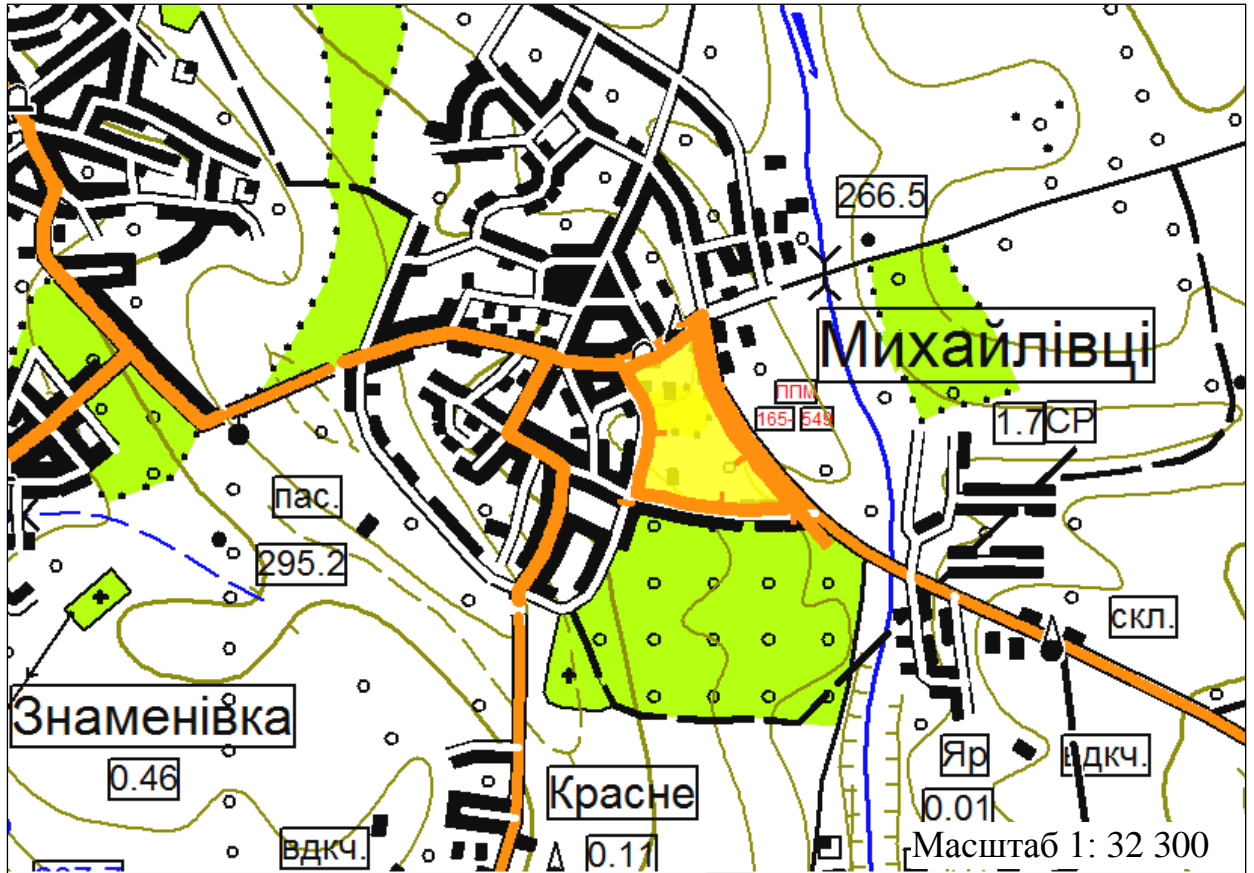 266.5
Михайлівці
ППМ
165- 549
1.7СР
пас.
295.2
скл.
Знаменівка
0.46
Красне
Яр
вдкч.
0.01
вдкч.
0.11
Масштаб 1: 32 300